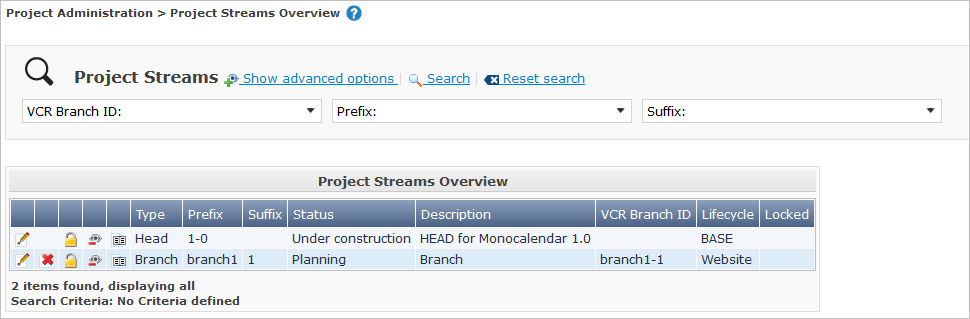 Project Administration > Project Streams Overview ?
Project Streams Show advanced options | Search | Reset search
VCR Branch ID: Prefix: Suffix:
Project Streams Overview
Type Prefix Suffix Status Description VCR Branch ID Lifecycle Locked
Head 1-0 Under construction HEAD for Monocalendar 1.0 BASE
Branch branch1 1 Planning Branch branch1-1 Website
2 items found, displaying all
Search Criteria: No Criteria defined